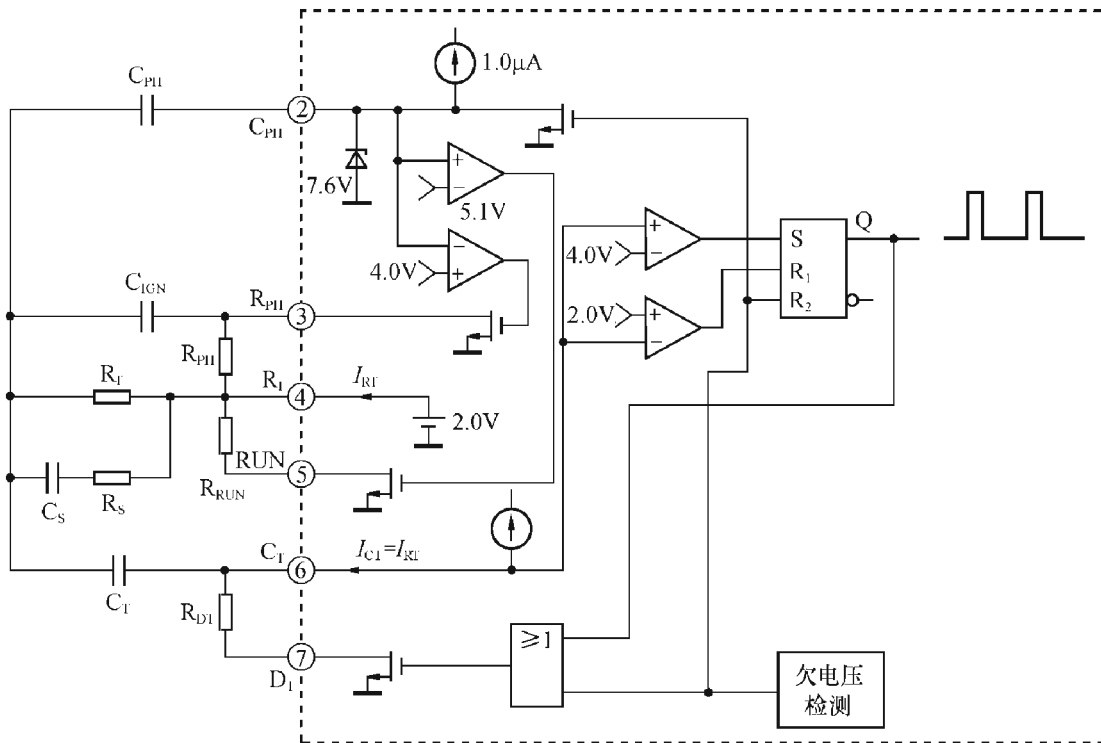 1.0μA
C_PH
②
C_PH
7.6V
+
−
5.1V
−
4.0V
+
+
4.0V
−
S
Q
R₁
R₂
2.0V
+
−
C_IGN
R_PH
③
R_PH
R_T
R_T
④
I_RT
2.0V
RUN
⑤
R_RUN
C_S
R_S
C_T
⑥
I_CT=I_RT
C_T
R_DT
⑦
D_T
≥1
欠电压
检测